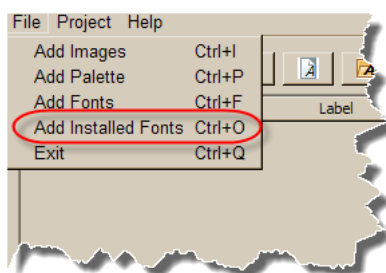 File Project Help
Add Images Ctrl+I
Add Palette Ctrl+P
Add Fonts Ctrl+F
Label
Add Installed Fonts Ctrl+O
Exit Ctrl+Q